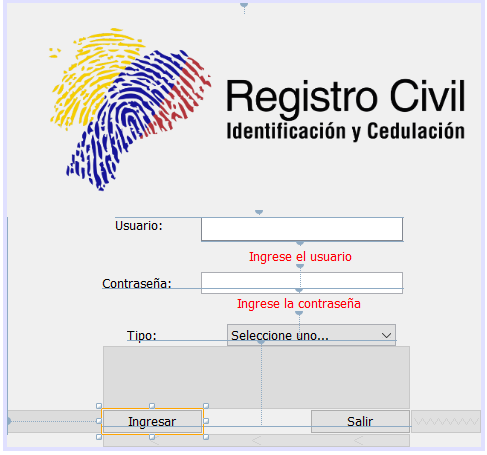 Registro Civil
Identificación y Cedulación
Usuario:
Ingrese el usuario
Contraseña:
Ingrese la contraseña
Tipo:
Seleccione uno...
Ingresar
Salir